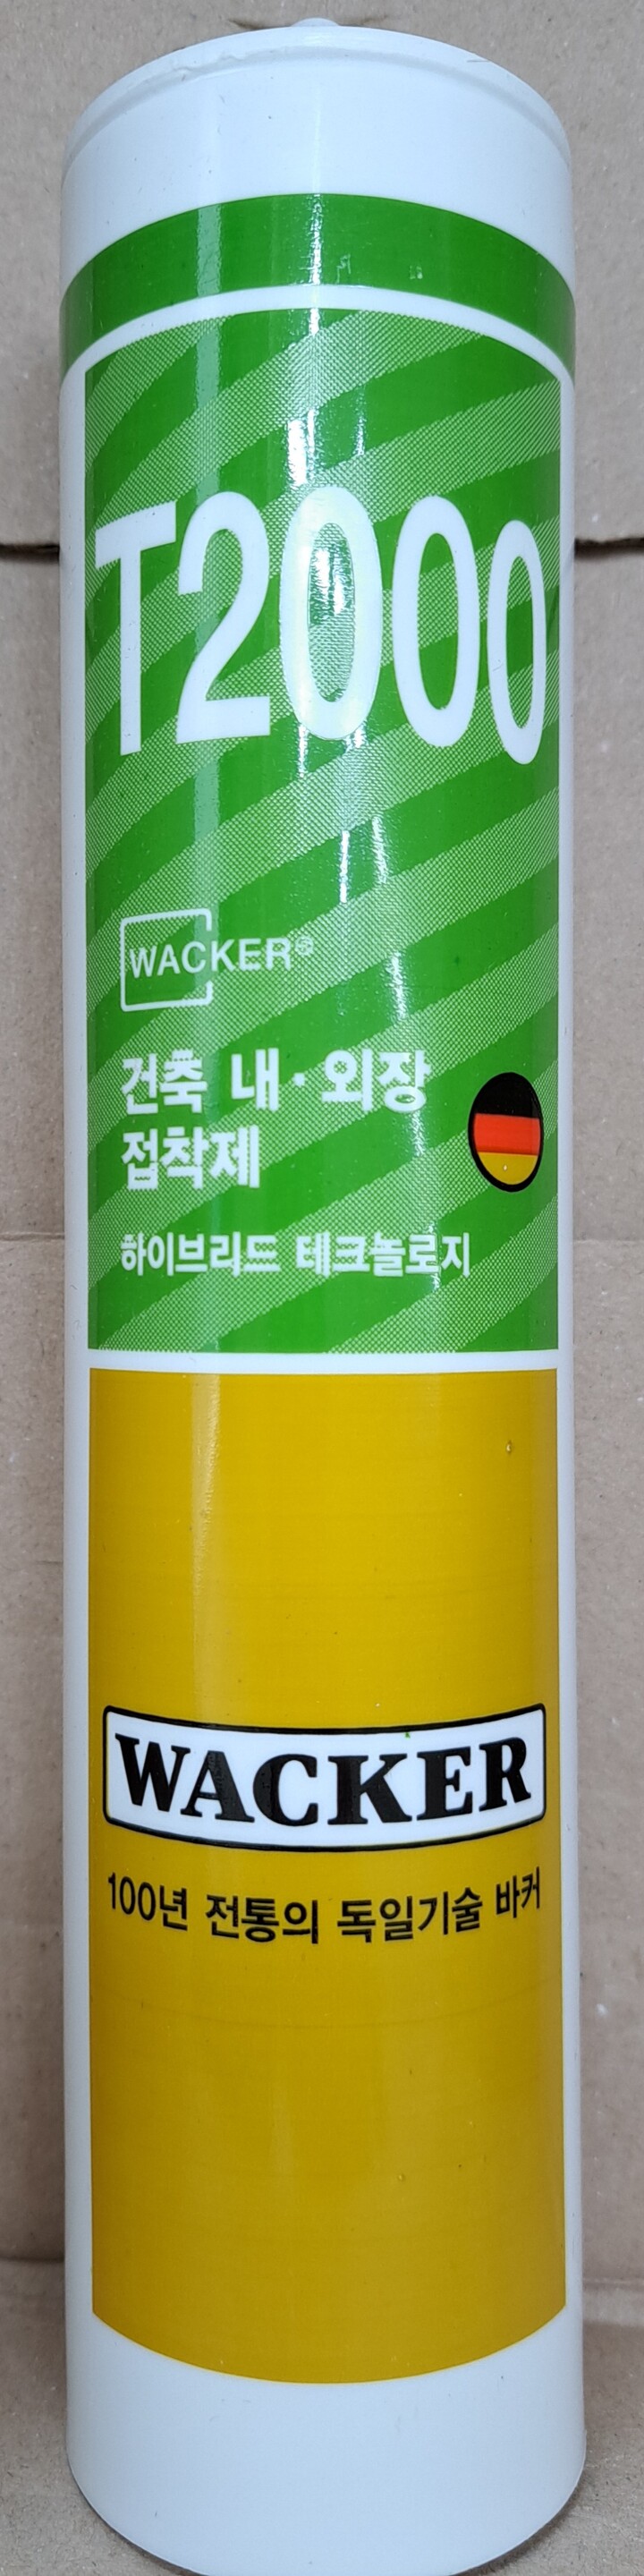 T2000
WACKER®
건축 내·외장
접착제
하이브리드 테크놀로지
WACKER
100년 전통의 독일기술 바커